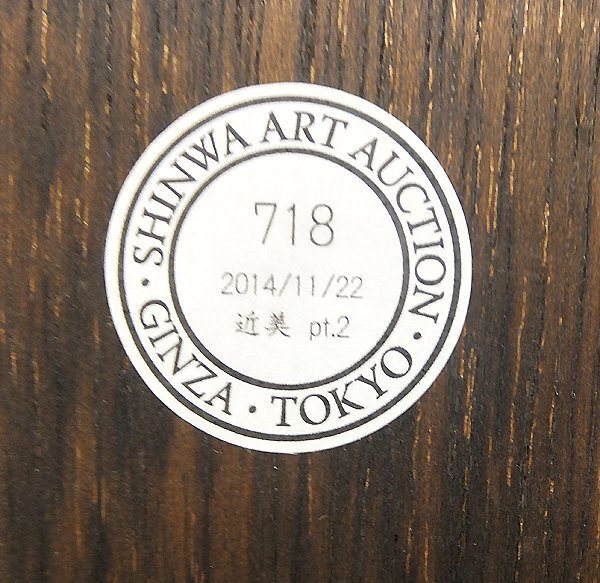 SHINWA ART AUCTION
718
2014/11/22
近美 pt.2
· GINZA · TOKYO ·